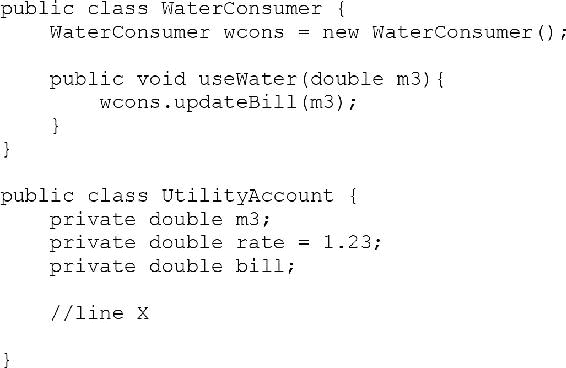 public class WaterConsumer {
    WaterConsumer wcons = new WaterConsumer();

    public void useWater(double m3){
        wcons.updateBill(m3);
    }
}

public class UtilityAccount {
    private double m3;
    private double rate = 1.23;
    private double bill;

    //line X

}